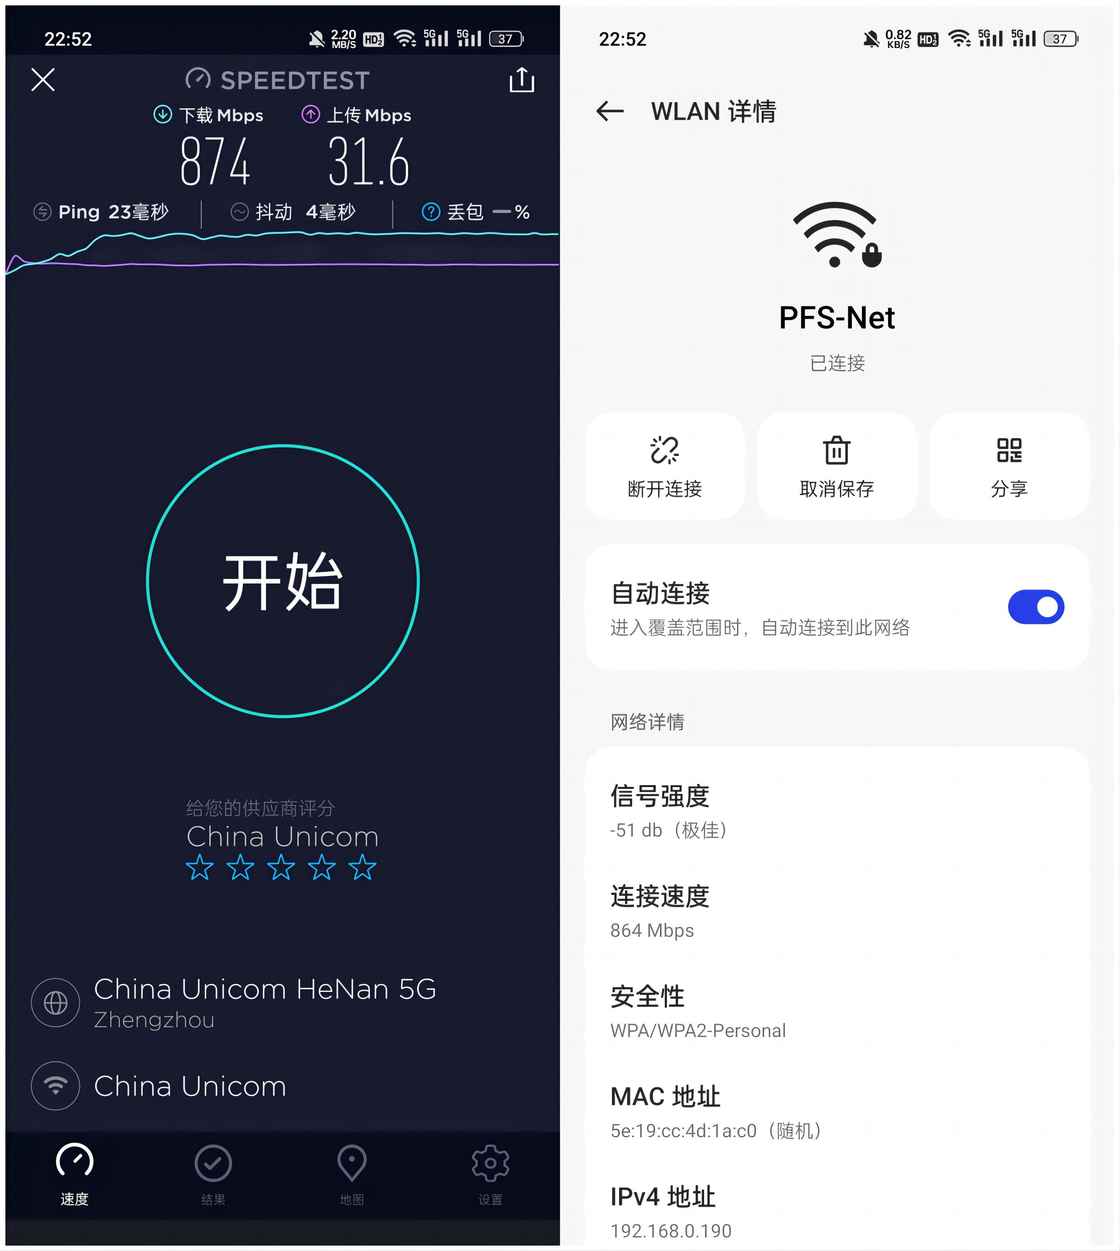 22:52
2.20
MB/S
HD
5G
5G
37
SPEEDTEST
下载 Mbps
上传 Mbps
874
31.6
Ping 23毫秒
抖动 4毫秒
? 丢包 —%
开始
给您的供应商评分
China Unicom
China Unicom HeNan 5G
Zhengzhou
China Unicom
速度
结果
地图
设置
22:52
0.82
KB/S
HD
5G
5G
37
WLAN 详情
PFS-Net
已连接
断开连接
取消保存
分享
自动连接
进入覆盖范围时，自动连接到此网络
网络详情
信号强度
-51 db（极佳）
连接速度
864 Mbps
安全性
WPA/WPA2-Personal
MAC 地址
5e:19:cc:4d:1a:c0（随机）
IPv4 地址
192.168.0.190